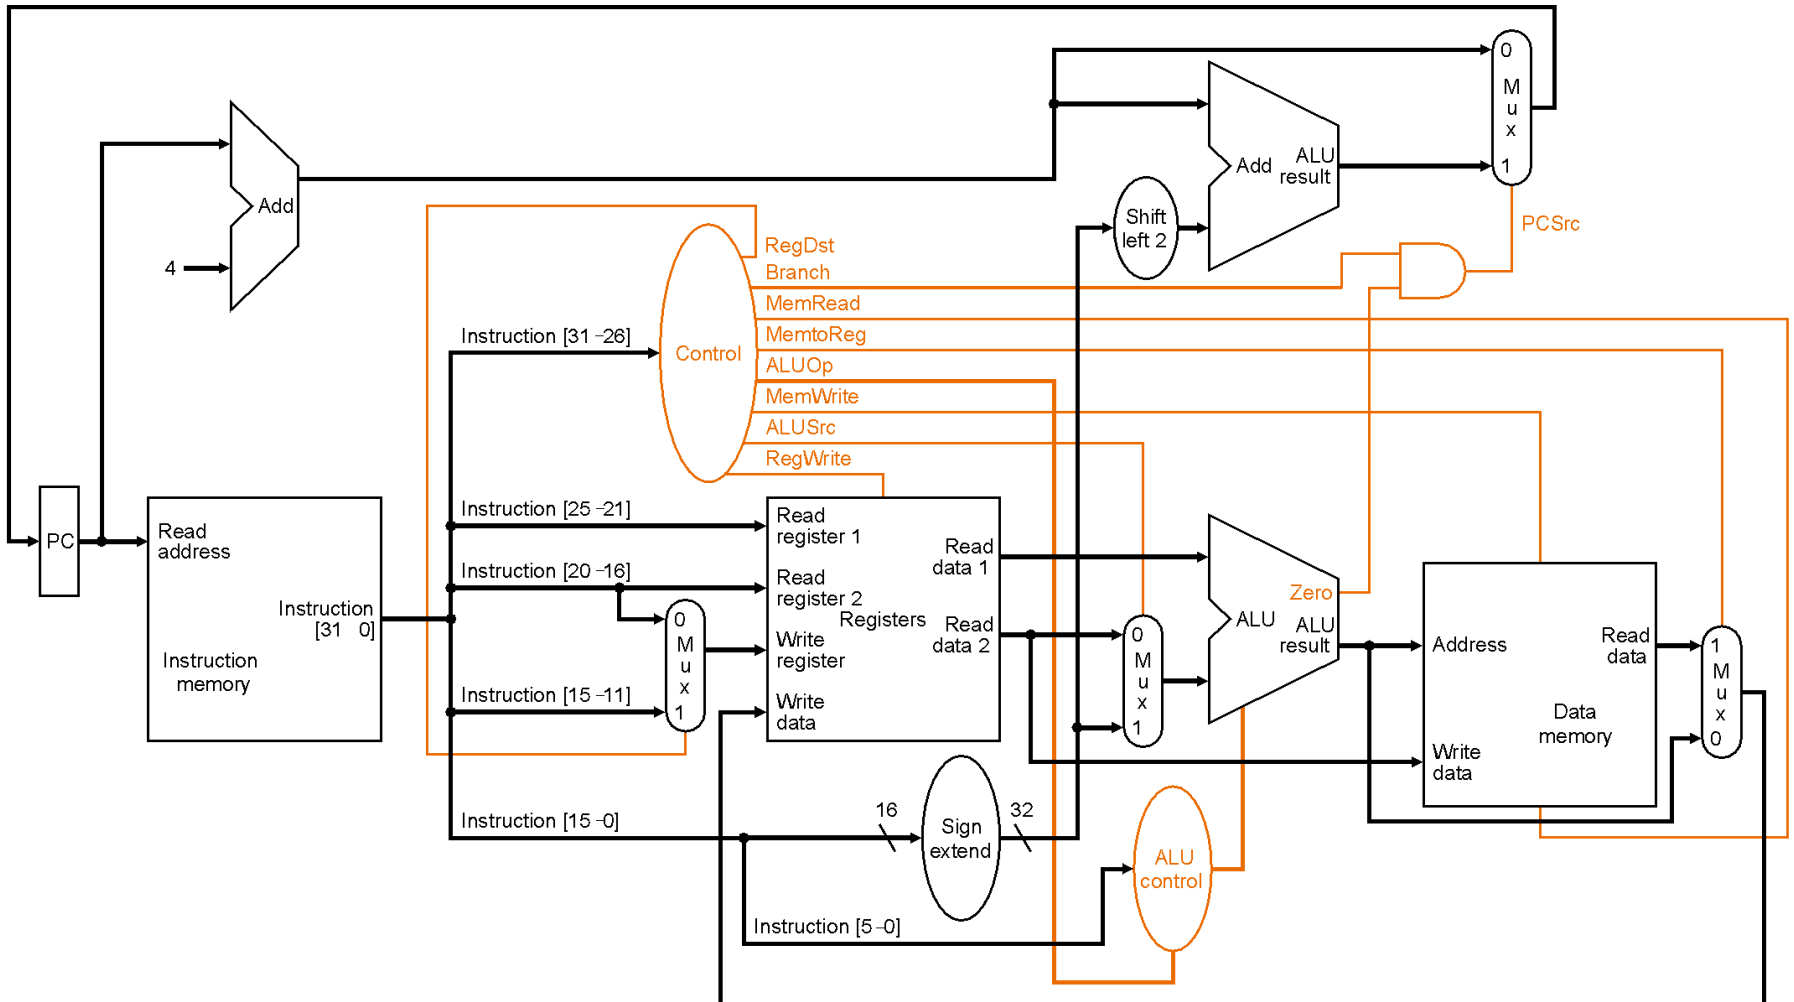 0
M
u
x
1
Add
ALU
result
Shift
left 2
PCSrc
Add
4
RegDst
Branch
MemRead
MemtoReg
ALUOp
MemWrite
ALUSrc
RegWrite
Control
Instruction [31–26]
Instruction [25–21]
Instruction [20–16]
Instruction [15–11]
Instruction [15–0]
Instruction [5–0]
PC
Read
address
Instruction
[31 0]
Instruction
memory
0
M
u
x
1
Read
register 1
Read
register 2
Write
register
Write
data
Registers
Read
data 1
Read
data 2
0
M
u
x
1
Zero
ALU
ALU
result
Address
Write
data
Read
data
Data
memory
1
M
u
x
0
16
Sign
extend
32
ALU
control